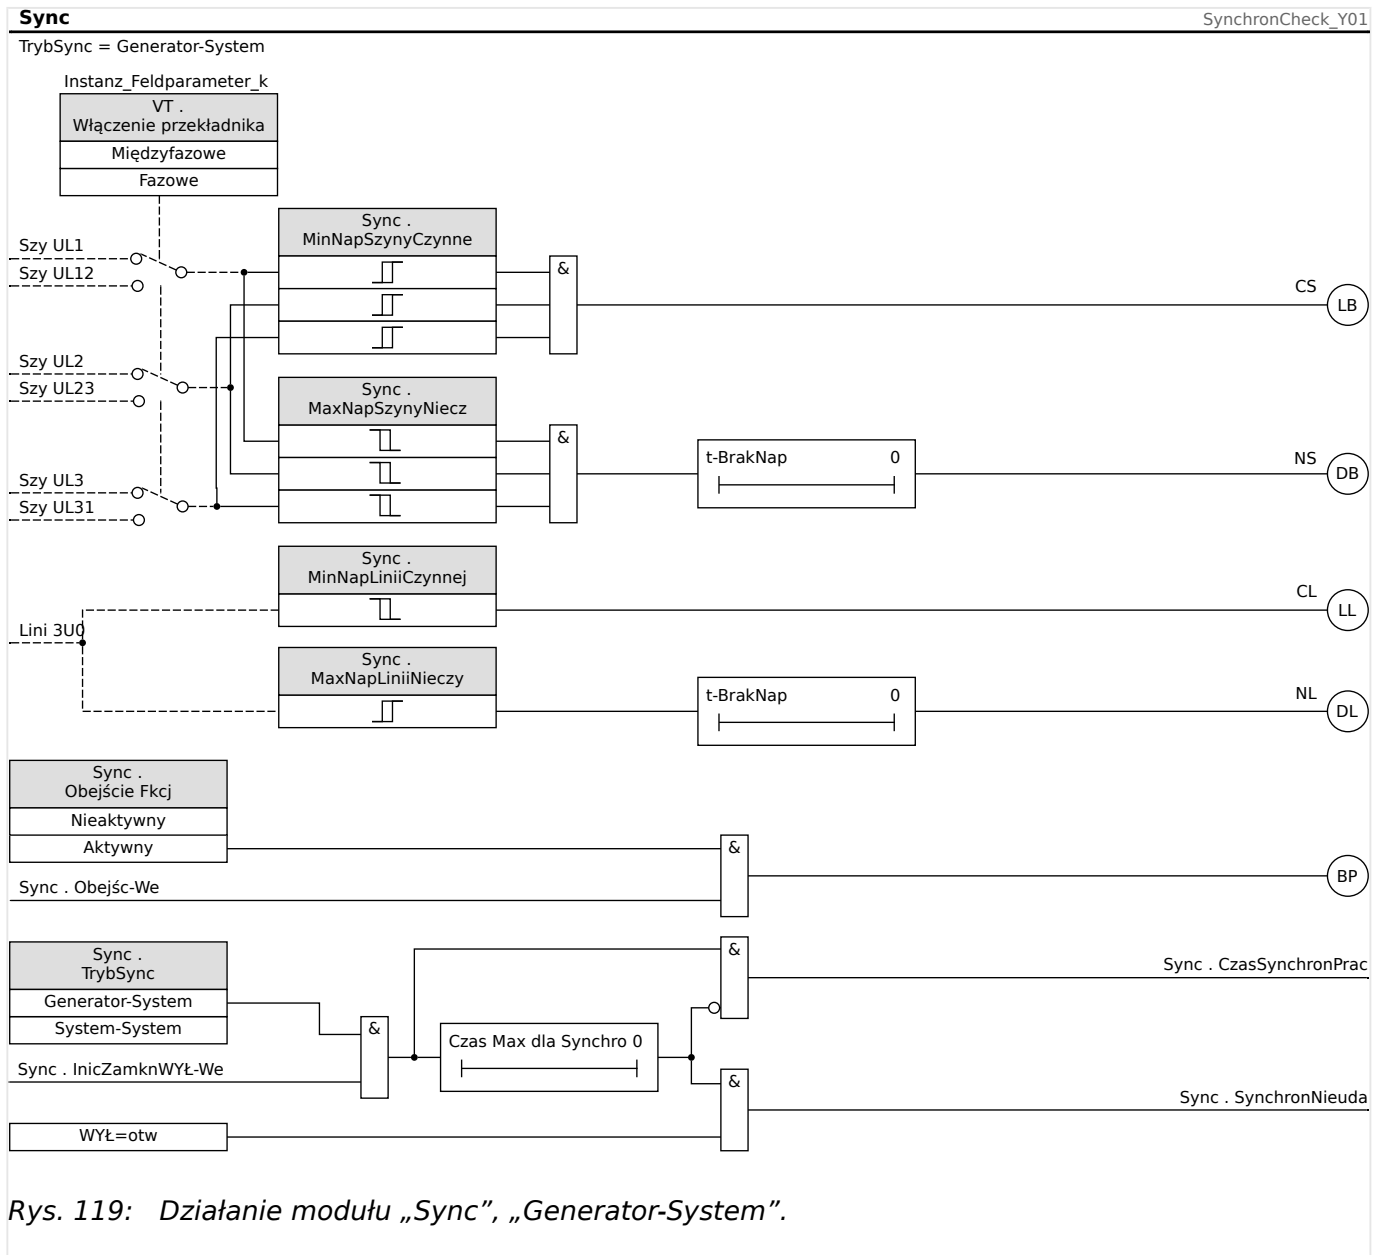 Sync
SynchronCheck_Y01
TrybSync = Generator-System
Instanz_Feldparameter_k
VT .
Włączenie przekładnika
Międzyfazowe
Fazowe
Sync .
MinNapSzynyCzynne
Szy UL1
Szy UL12
&
CS
LB
Szy UL2
Szy UL23
Sync .
MaxNapSzynyNiecz
&
t-BrakNap 0
NS
DB
Szy UL3
Szy UL31
Sync .
MinNapLiniiCzynnej
CL
LL
Lini 3U0
Sync .
MaxNapLiniiNieczy
t-BrakNap 0
NL
DL
Sync .
Obejście Fkcj
Nieaktywny
Aktywny
&
BP
Sync . Obejśc-We
Sync .
TrybSync
Generator-System
System-System
&
Sync . CzasSynchronPrac
&
Czas Max dla Synchro 0
Sync . InicZamknWYŁ-We
&
Sync . SynchronNieuda
WYŁ=otw
Rys. 119: Działanie modułu „Sync”, „Generator-System”.